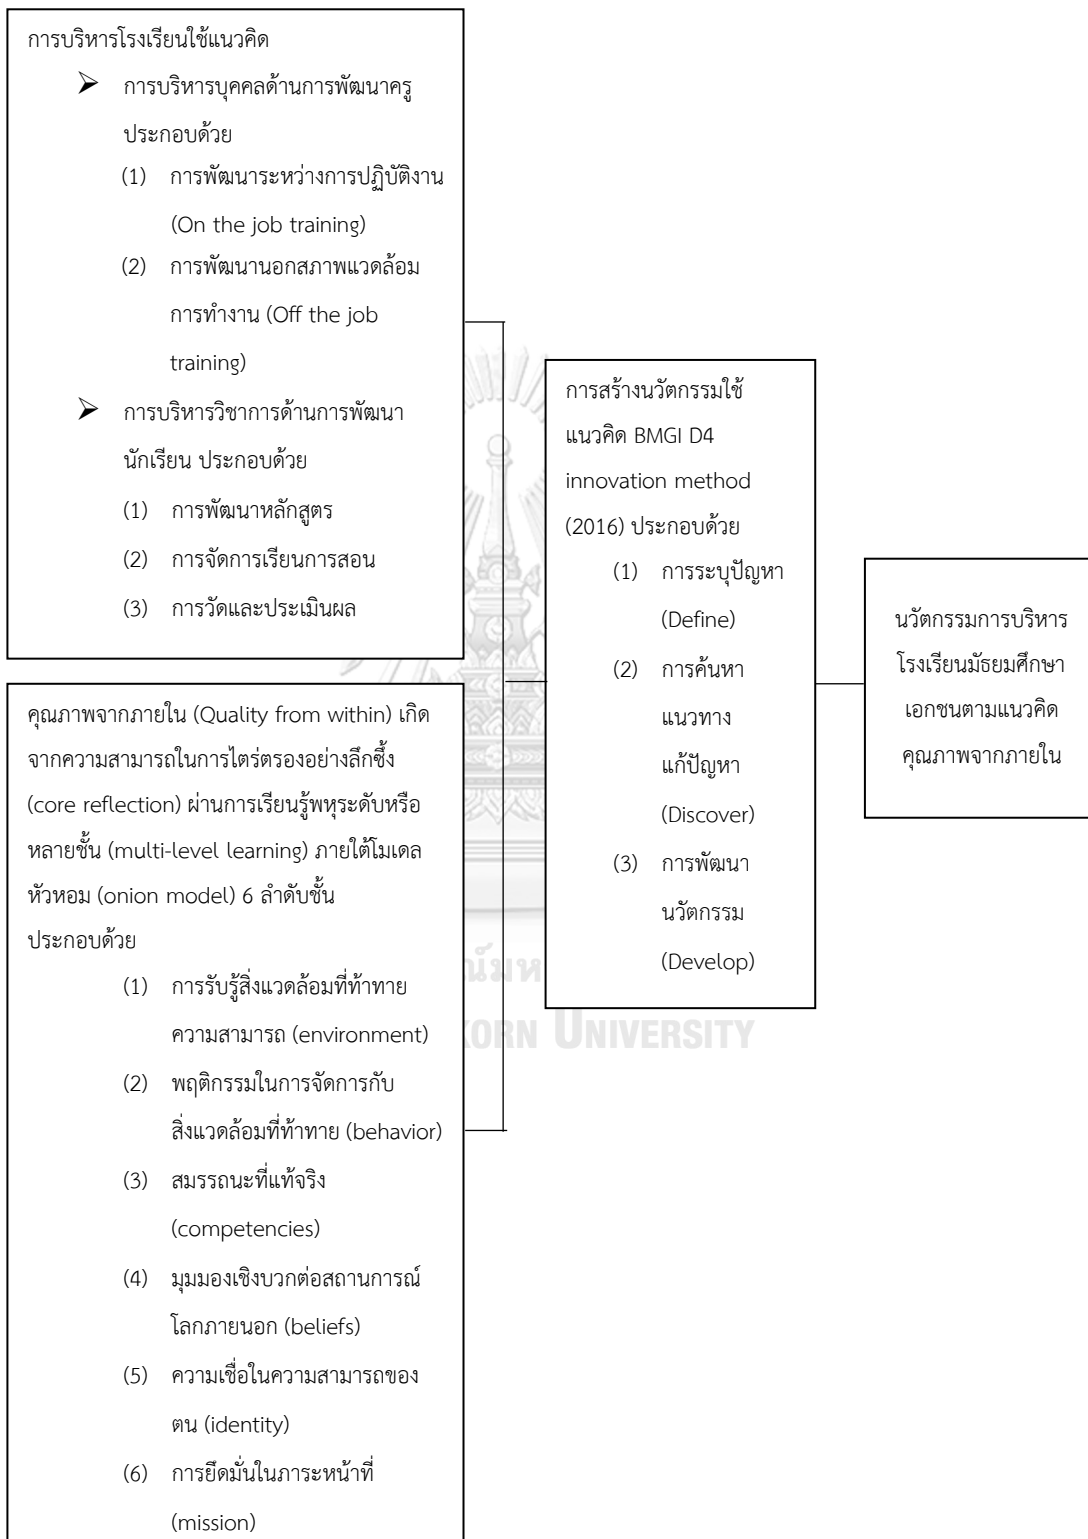 การบริหารโรงเรียนใช้แนวคิด
➢ การบริหารบุคคลด้านการพัฒนาครู
ประกอบด้วย
(1) การพัฒนาระหว่างการปฏิบัติงาน
(On the job training)
(2) การพัฒนานอกสภาพแวดล้อม
การทำงาน (Off the job
training)
➢ การบริหารวิชาการด้านการพัฒนา
นักเรียน ประกอบด้วย
(1) การพัฒนาหลักสูตร
(2) การจัดการเรียนการสอน
(3) การวัดและประเมินผล
คุณภาพจากภายใน (Quality from within) เกิด
จากความสามารถในการไตร่ตรองอย่างลึกซึ้ง
(core reflection) ผ่านการเรียนรู้พหุระดับหรือ
หลายชั้น (multi-level learning) ภายใต้โมเดล
หัวหอม (onion model) 6 ลำดับชั้น
ประกอบด้วย
(1) การรับรู้สิ่งแวดล้อมที่ท้าทาย
ความสามารถ (environment)
(2) พฤติกรรมในการจัดการกับ
สิ่งแวดล้อมที่ท้าทาย (behavior)
(3) สมรรถนะที่แท้จริง
(competencies)
(4) มุมมองเชิงบวกต่อสถานการณ์
โลกภายนอก (beliefs)
(5) ความเชื่อในความสามารถของ
ตน (identity)
(6) การยึดมั่นในภาระหน้าที่
(mission)
การสร้างนวัตกรรมใช้
แนวคิด BMGI D4
innovation method
(2016) ประกอบด้วย
(1) การระบุปัญหา
(Define)
(2) การค้นหา
แนวทาง
แก้ปัญหา
(Discover)
(3) การพัฒนา
นวัตกรรม
(Develop)
นวัตกรรมการบริหาร
โรงเรียนมัธยมศึกษา
เอกชนตามแนวคิด
คุณภาพจากภายใน
UNIVERSITY